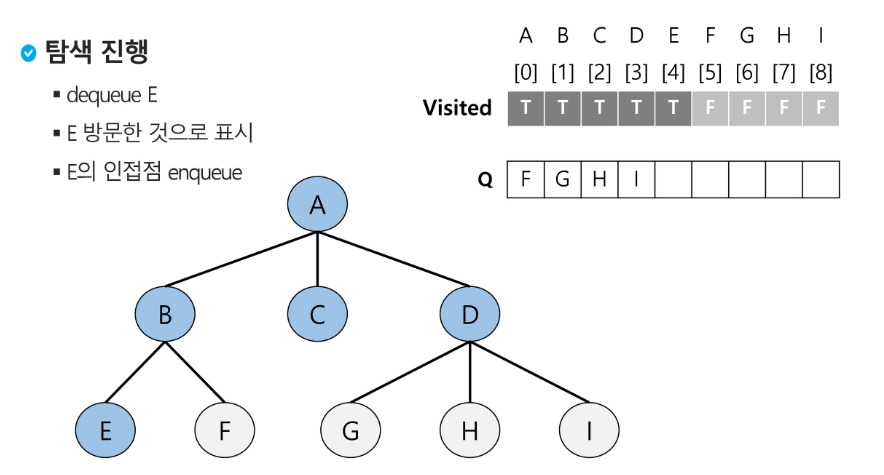 탐색 진행
▪ dequeue E
▪ E 방문한 것으로 표시
▪ E의 인접점 enqueue
A B C D E F G H I
[0] [1] [2] [3] [4] [5] [6] [7] [8]
Visited T T T T T F F F F
Q F G H I
A
B C D
E F G H I